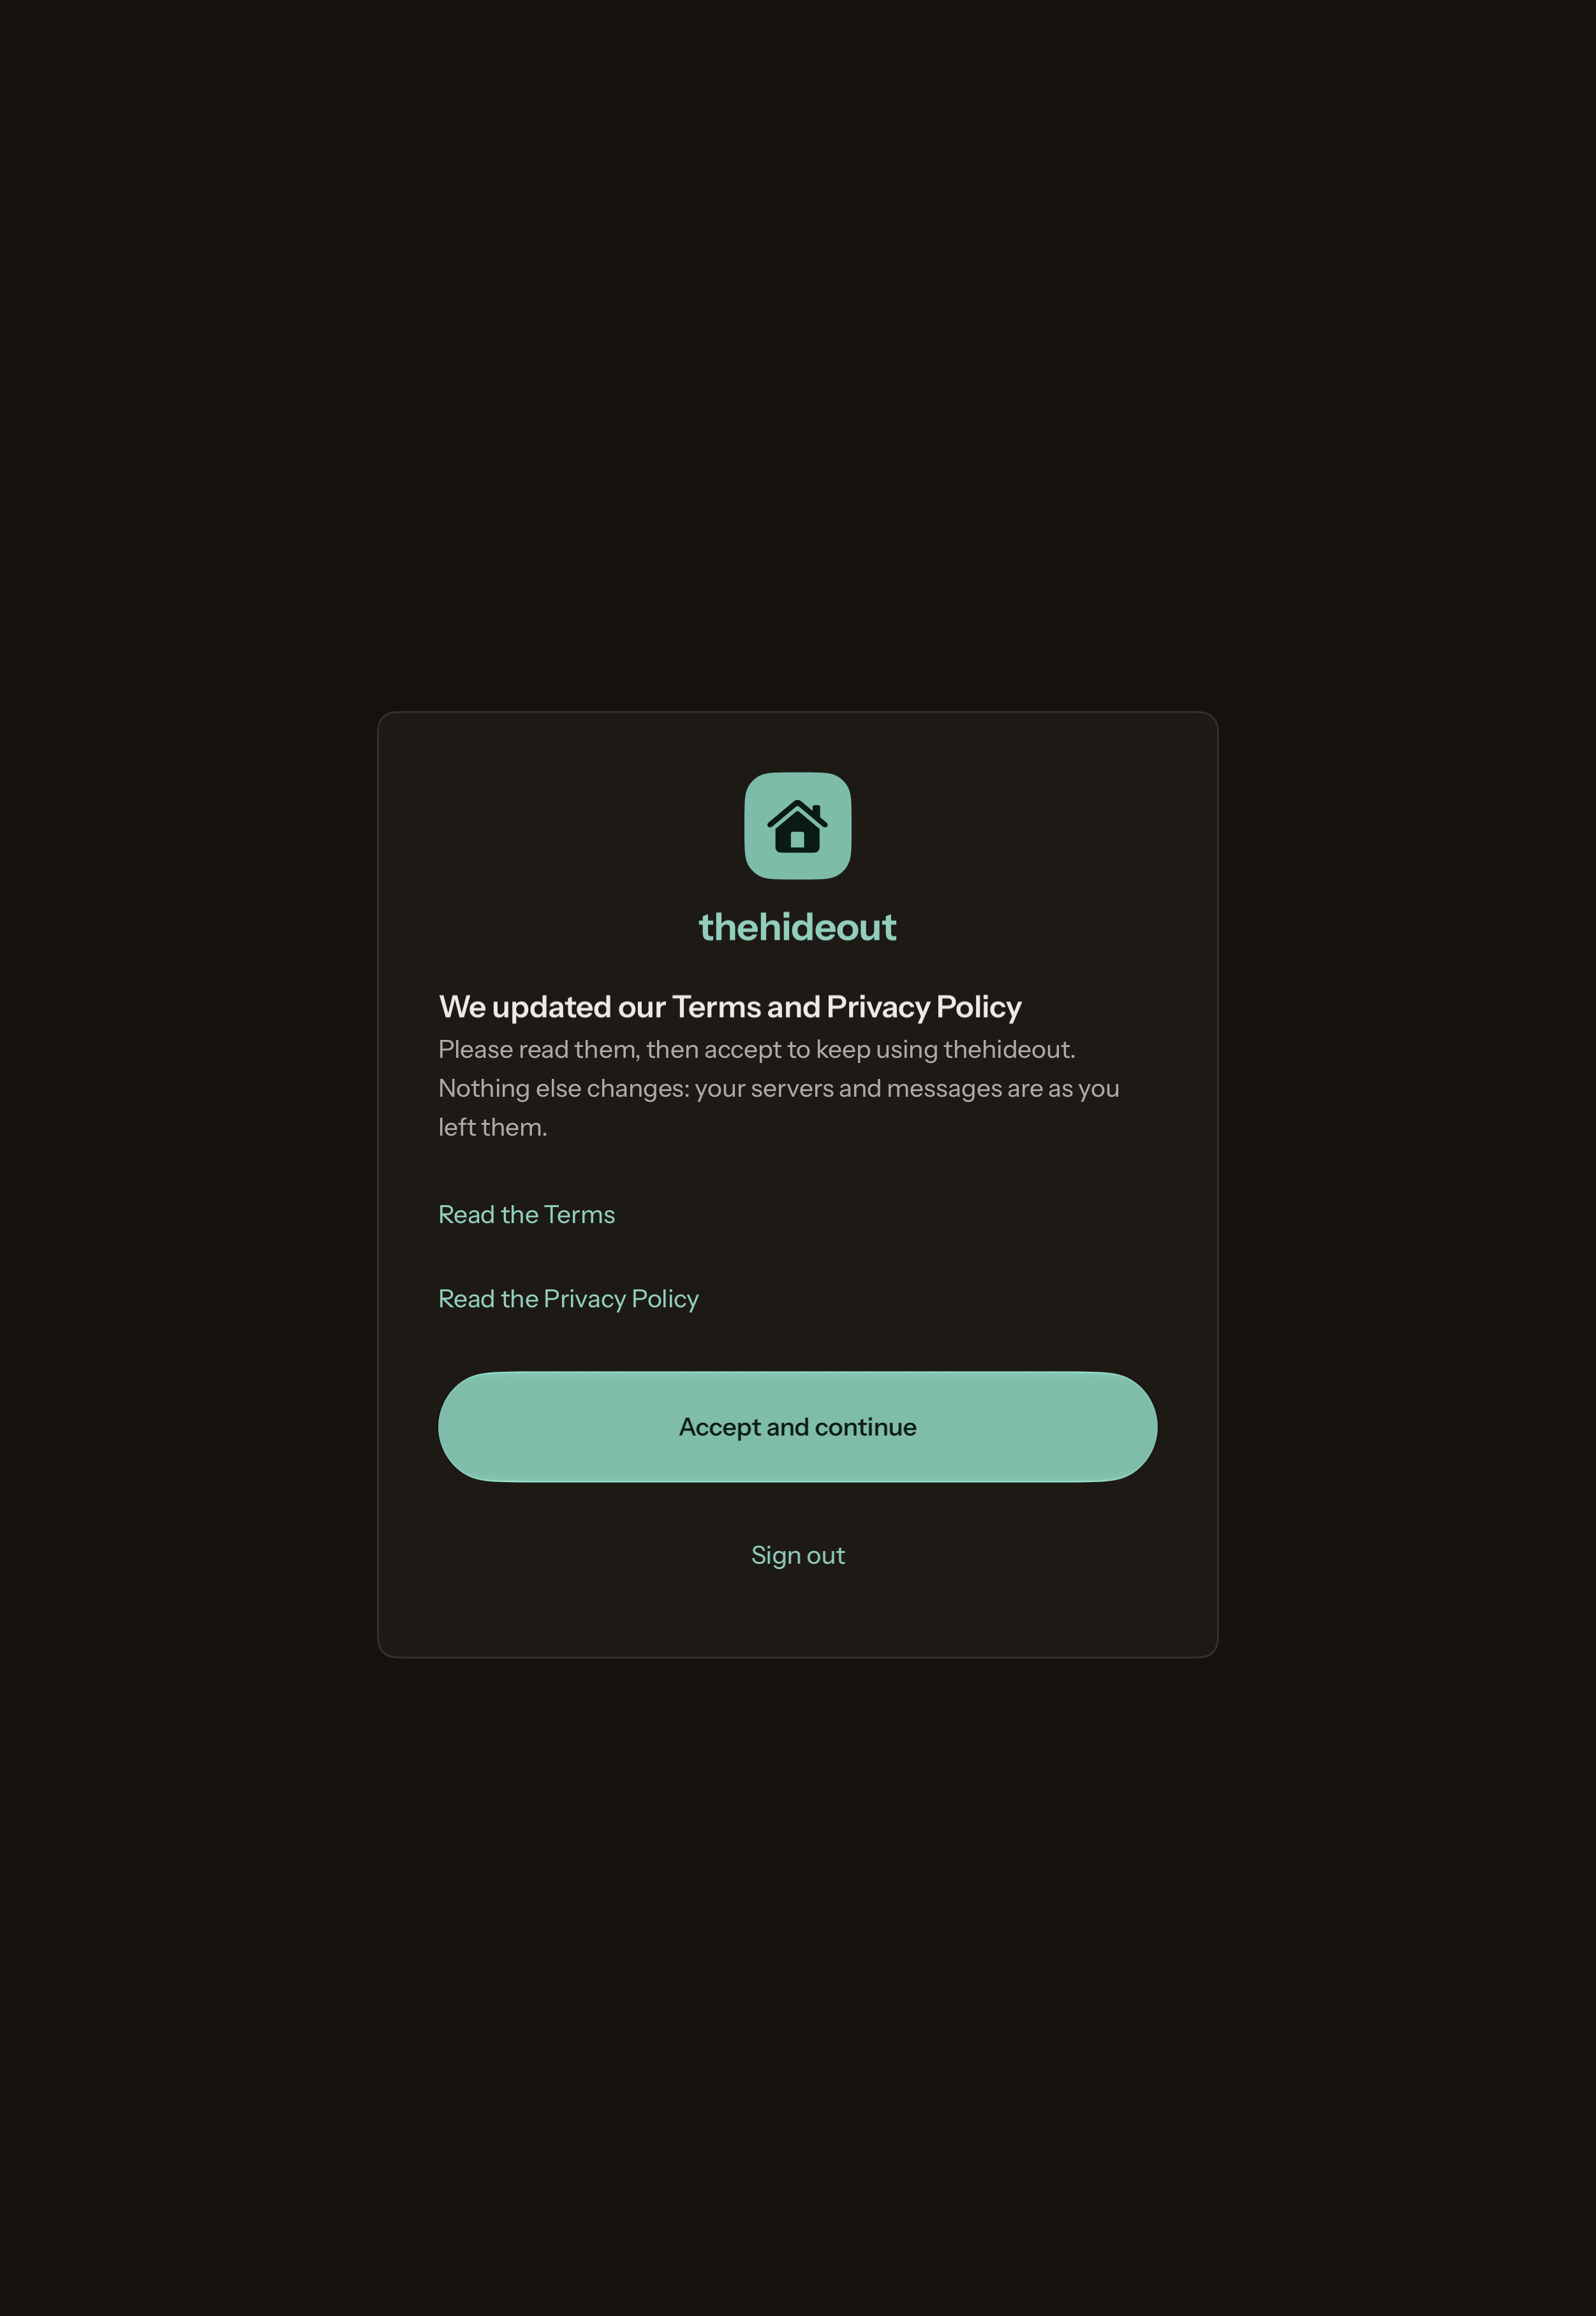 thehideout
We updated our Terms and Privacy Policy
Please read them, then accept to keep using thehideout.
Nothing else changes: your servers and messages are as you
left them.
Read the Terms
Read the Privacy Policy
Accept and continue
Sign out